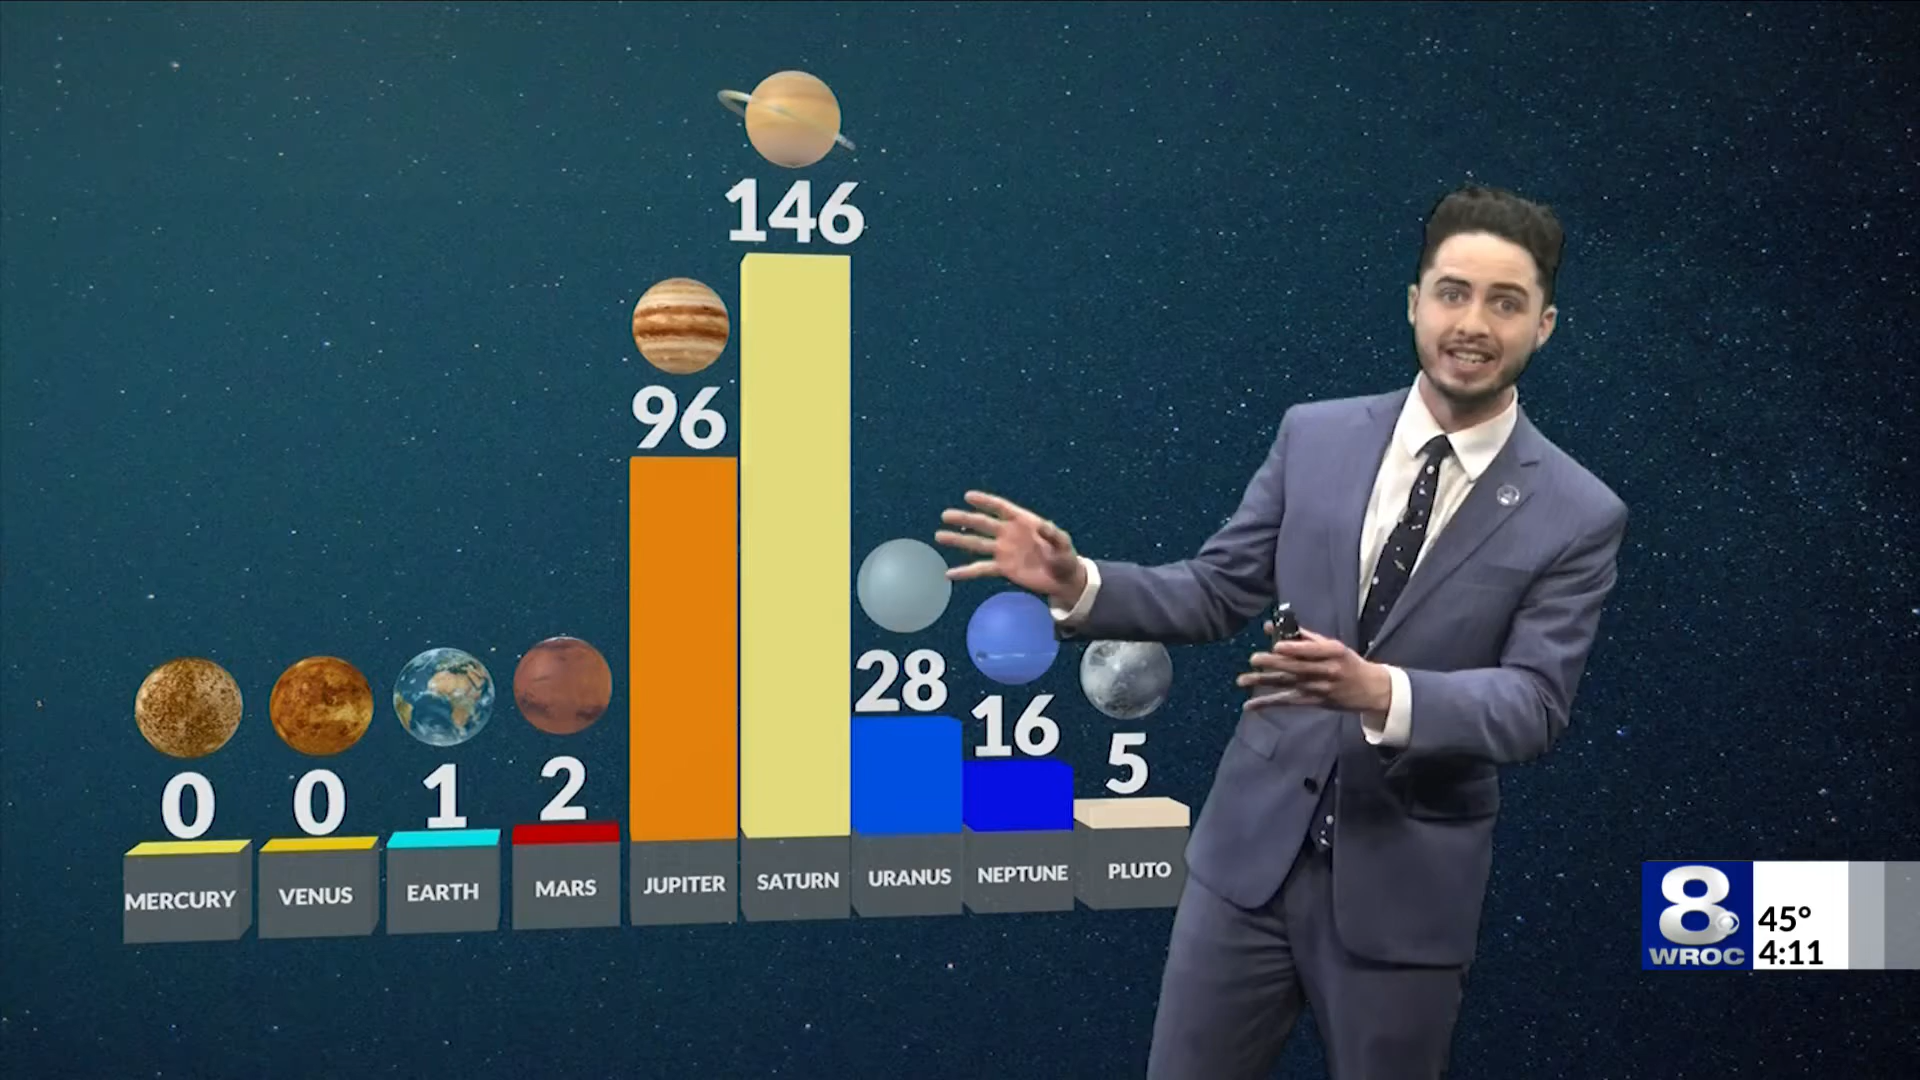 146
96
28
16
5
0
0
1
2
MERCURY
VENUS
EARTH
MARS
JUPITER
SATURN
URANUS
NEPTUNE
PLUTO
8
WROC
45°
4:11